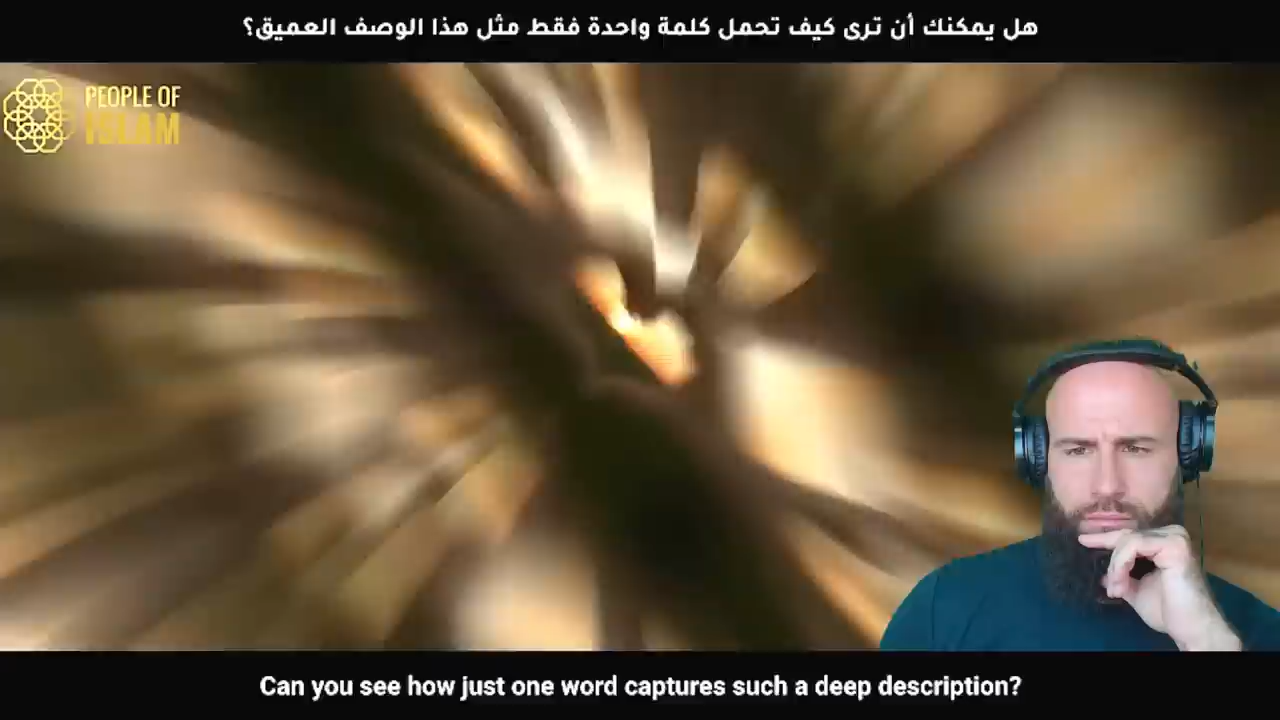 هل يمكنك أن ترى كيف تحمل كلمة واحدة فقط مثل هذا الوصف العميق؟
PEOPLE OF
ISLAM
Can you see how just one word captures such a deep description?